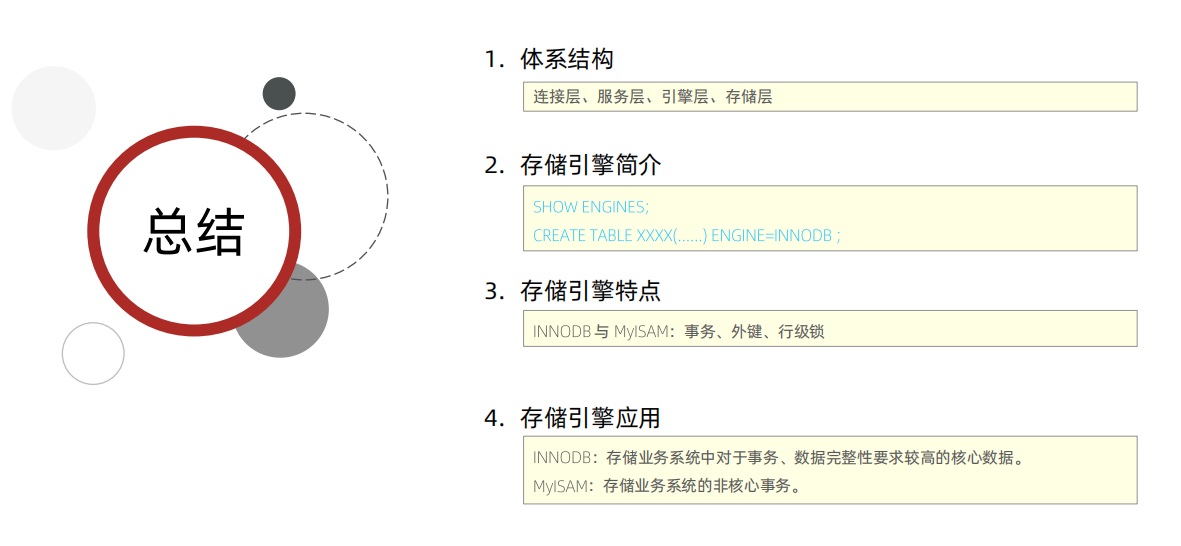 总结
1. 体系结构
连接层、服务层、引擎层、存储层
2. 存储引擎简介
SHOW ENGINES;
CREATE TABLE XXXX(......) ENGINE=INNODB ;
3. 存储引擎特点
INNODB 与 MyISAM：事务、外键、行级锁
4. 存储引擎应用
INNODB：存储业务系统中对于事务、数据完整性要求较高的核心数据。
MyISAM：存储业务系统的非核心事务。